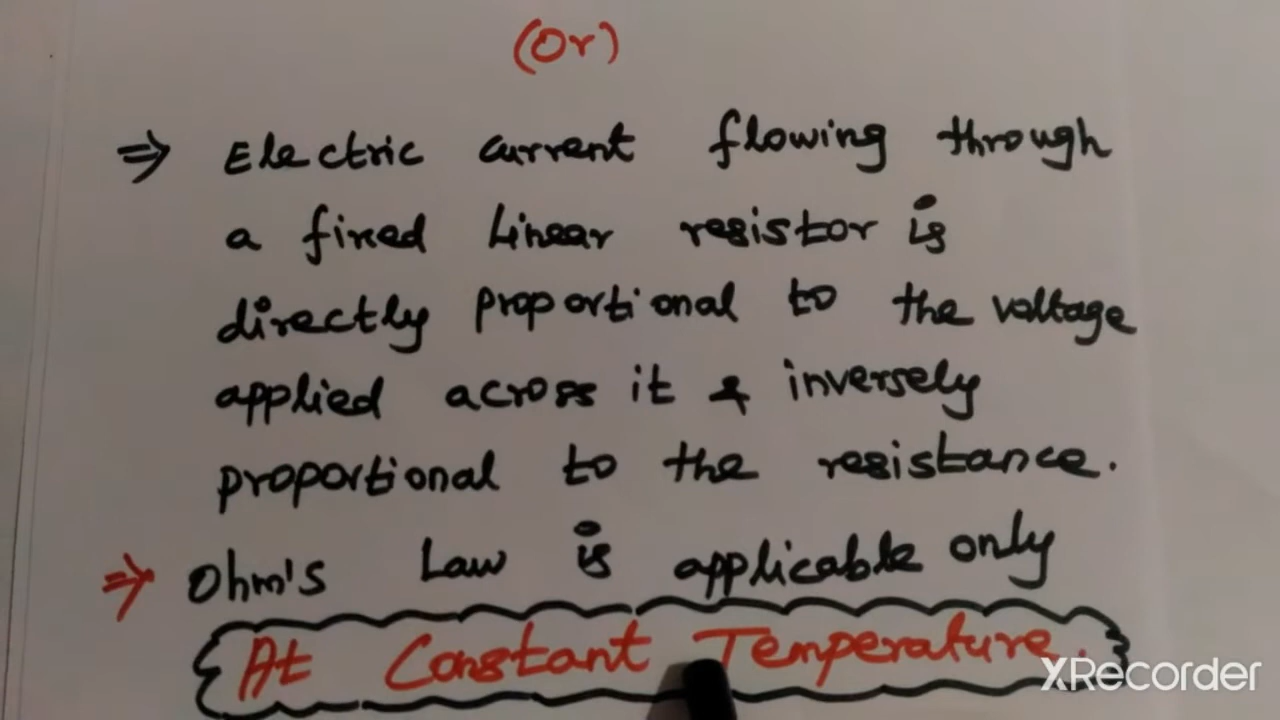 (Or)
⇒ Electric current flowing through
a fixed Linear resistor is
directly proportional to the voltage
applied across it & inversely
proportional to the resistance.
⇒ Ohm's Law is applicable only
At Constant Temperature.
XRecorder